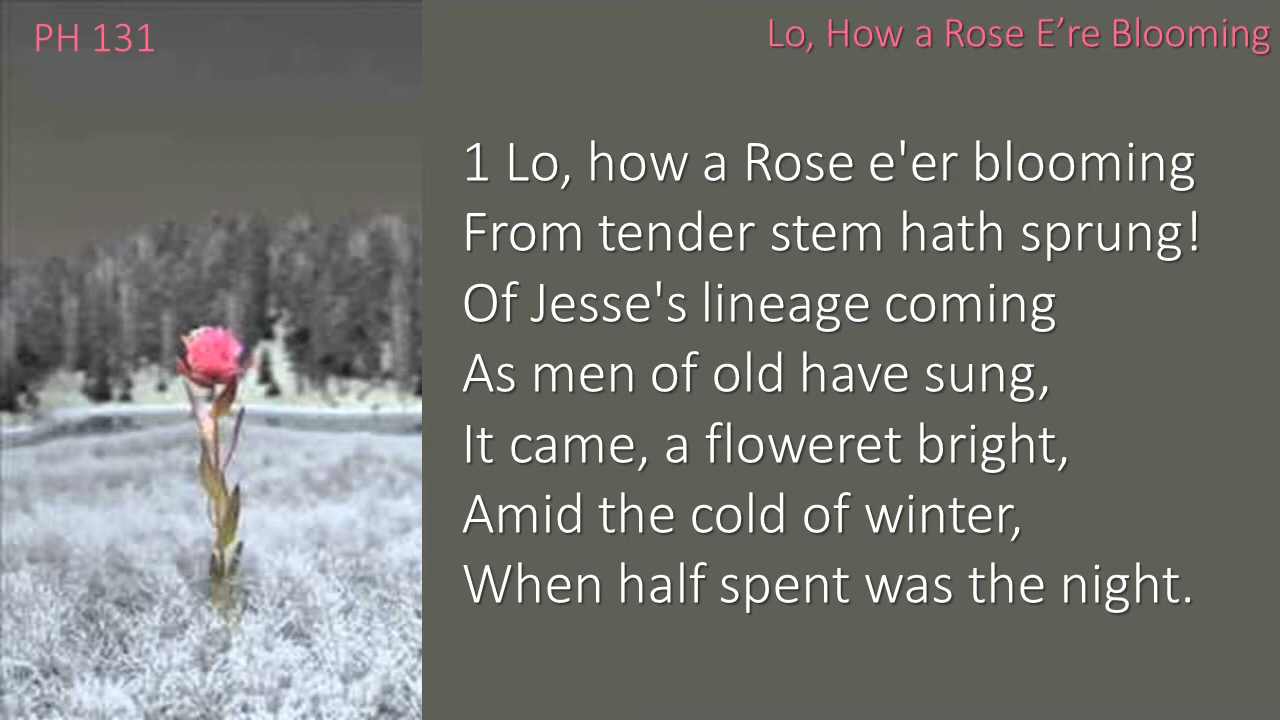 PH 131
Lo, How a Rose E’re Blooming
1 Lo, how a Rose e'er blooming
From tender stem hath sprung!
Of Jesse's lineage coming
As men of old have sung,
It came, a floweret bright,
Amid the cold of winter,
When half spent was the night.